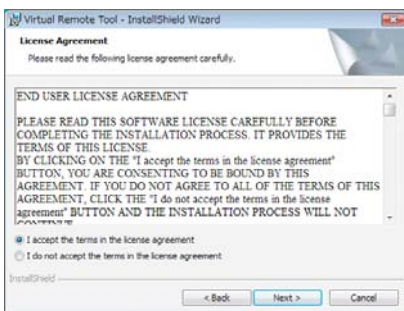 Virtual Remote Tool - InstallShield Wizard
License Agreement
Please read the following license agreement carefully.
END USER LICENSE AGREEMENT
PLEASE READ THIS SOFTWARE LICENSE CAREFULLY BEFORE
COMPLETING THE INSTALLATION PROCESS. IT PROVIDES THE
TERMS OF THIS LICENSE.
BY CLICKING ON THE "I accept the terms in the license agreement"
BUTTON, YOU ARE CONSENTING TO BE BOUND BY THIS
AGREEMENT. IF YOU DO NOT AGREE TO ALL OF THE TERMS OF THIS
AGREEMENT, CLICK THE "I do not accept the terms in the license
agreement" BUTTON AND THE INSTALLATION PROCESS WILL NOT
CONTINUE.
I accept the terms in the license agreement
I do not accept the terms in the license agreement
InstallShield
< Back Next > Cancel